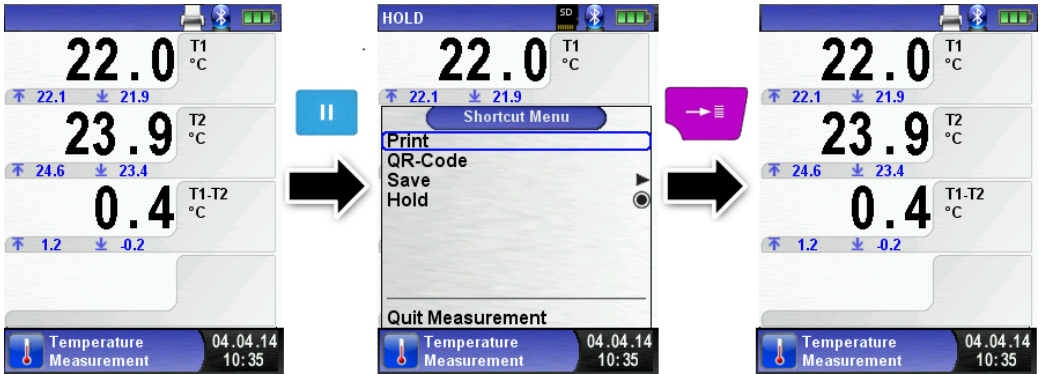 22.0 T1
°C
22.1 21.9
23.9 T2
°C
24.6 23.4
0.4 T1-T2
°C
1.2 -0.2
Temperature
Measurement
04.04.14
10:35
HOLD
SD
22.0 T1
°C
22.1 21.9
Shortcut Menu
Print
QR-Code
Save
Hold
Quit Measurement
Temperature
Measurement
04.04.14
10:35
22.0 T1
°C
22.1 21.9
23.9 T2
°C
24.6 23.4
0.4 T1-T2
°C
1.2 -0.2
Temperature
Measurement
04.04.14
10:35